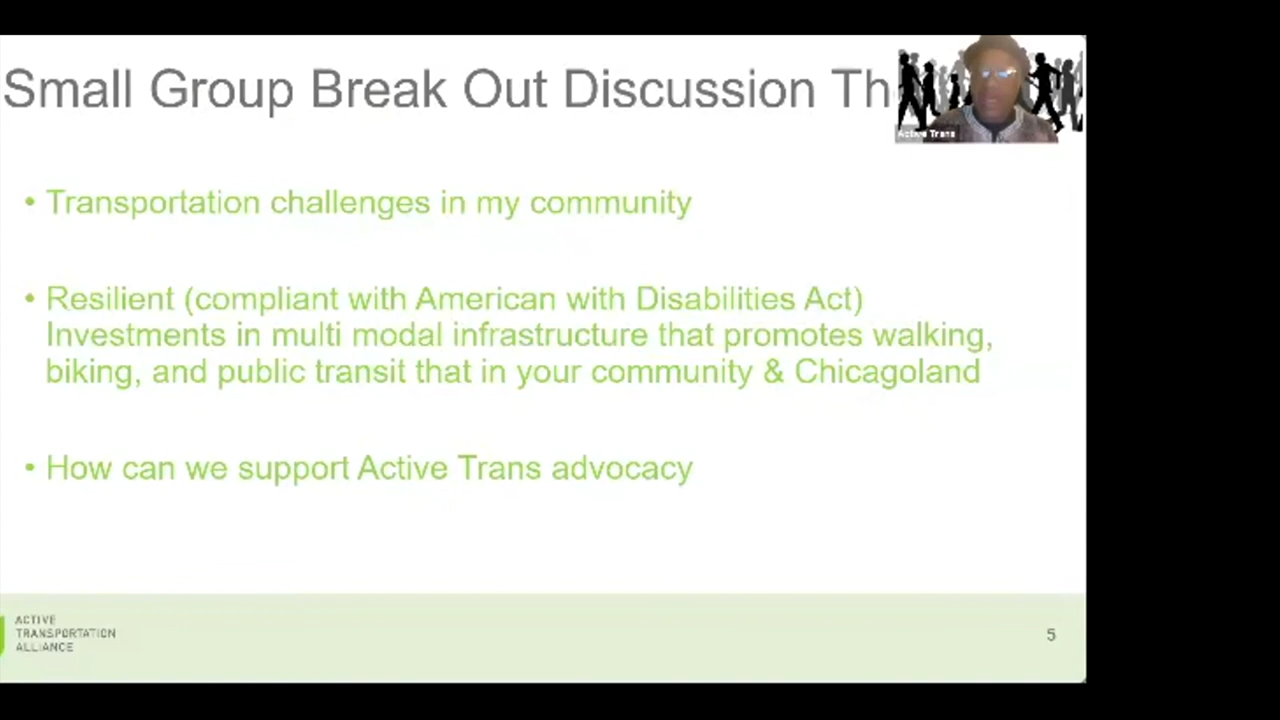 Small Group Break Out Discussion Th
Active Trans
• Transportation challenges in my community
• Resilient (compliant with American with Disabilities Act)
Investments in multi modal infrastructure that promotes walking,
biking, and public transit that in your community & Chicagoland
• How can we support Active Trans advocacy
ACTIVE
TRANSPORTATION
ALLIANCE
5